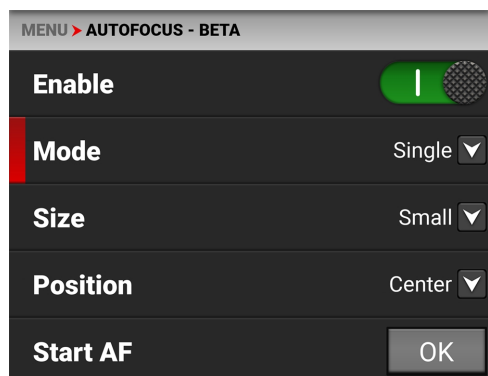 MENU > AUTOFOCUS - BETA
Enable
Mode Single
Size Small
Position Center
Start AF OK